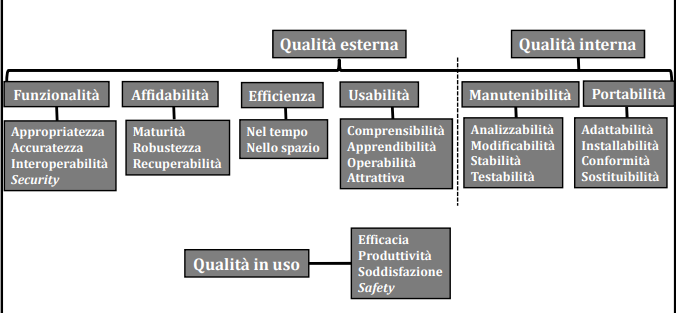 Qualità esterna
Qualità interna
Funzionalità
Affidabilità
Efficienza
Usabilità
Manutenibilità
Portabilità
Appropriatezza
Accuratezza
Interoperabilità
Security
Maturità
Robustezza
Recuperabilità
Nel tempo
Nello spazio
Comprensibilità
Apprendibilità
Operabilità
Attrattiva
Analizzabilità
Modificabilità
Stabilità
Testabilità
Adattabilità
Installabilità
Conformità
Sostituibilità
Qualità in uso
Efficacia
Produttività
Soddisfazione
Safety